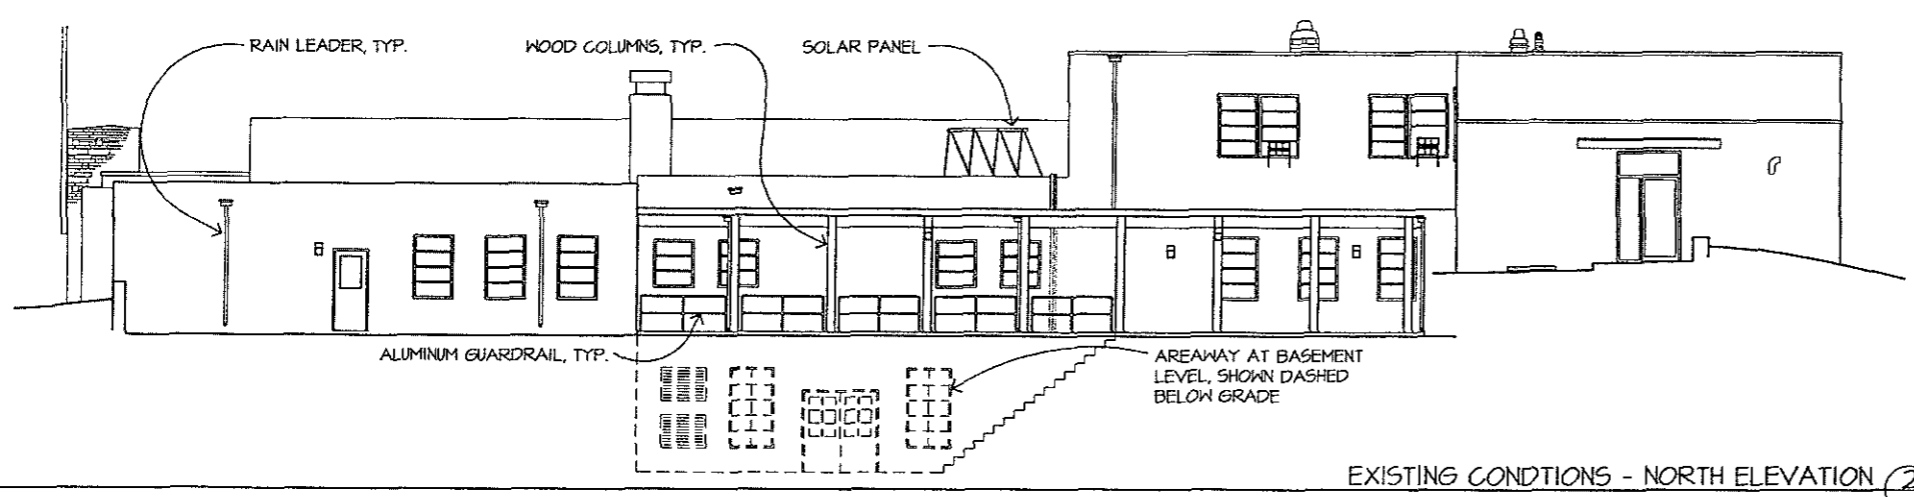 RAIN LEADER, TYP.
WOOD COLUMNS, TYP.
SOLAR PANEL
ALUMINUM GUARDRAIL, TYP.
AREAWAY AT BASEMENT
LEVEL, SHOWN DASHED
BELOW GRADE
EXISTING CONDTIONS - NORTH ELEVATION 2